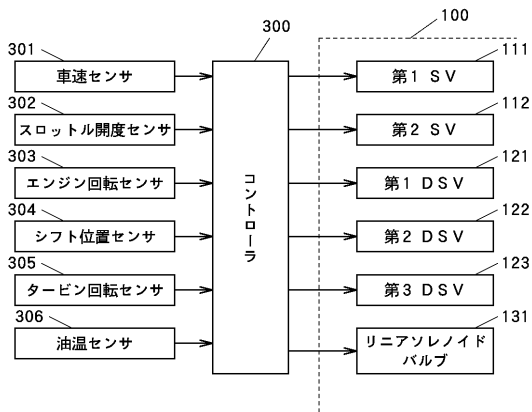 100
300
301
車速センサ
302
スロットル開度センサ
303
エンジン回転センサ
304
シフト位置センサ
305
タービン回転センサ
306
油温センサ
コントローラ
111
第1 SV
112
第2 SV
121
第1 DSV
122
第2 DSV
123
第3 DSV
131
リニアソレノイド
バルブ